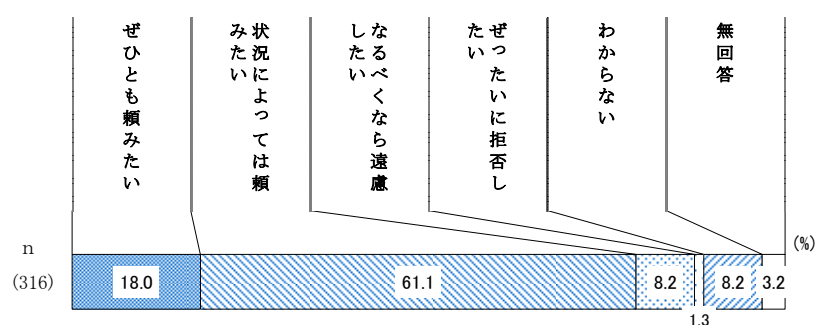 ぜひとも頼みたい
状況によっては頼
みたい
なるべくなら遠慮
したい
ぜったいに拒否し
たい
わからない
無回答
(%)
n
(316)
18.0
61.1
8.2
1.3
8.2
3.2